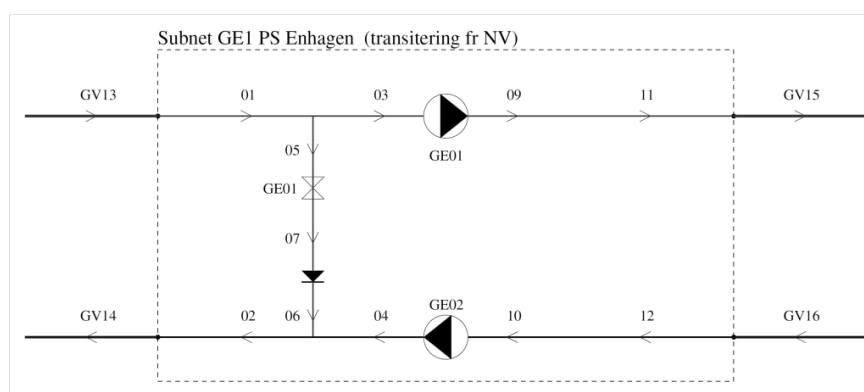 Subnet GE1 PS Enhagen (transitering fr NV)
GV13 01 03 09 11 GV15
05 GE01
GE01
07
GE02
GV14 02 06 04 10 12 GV16